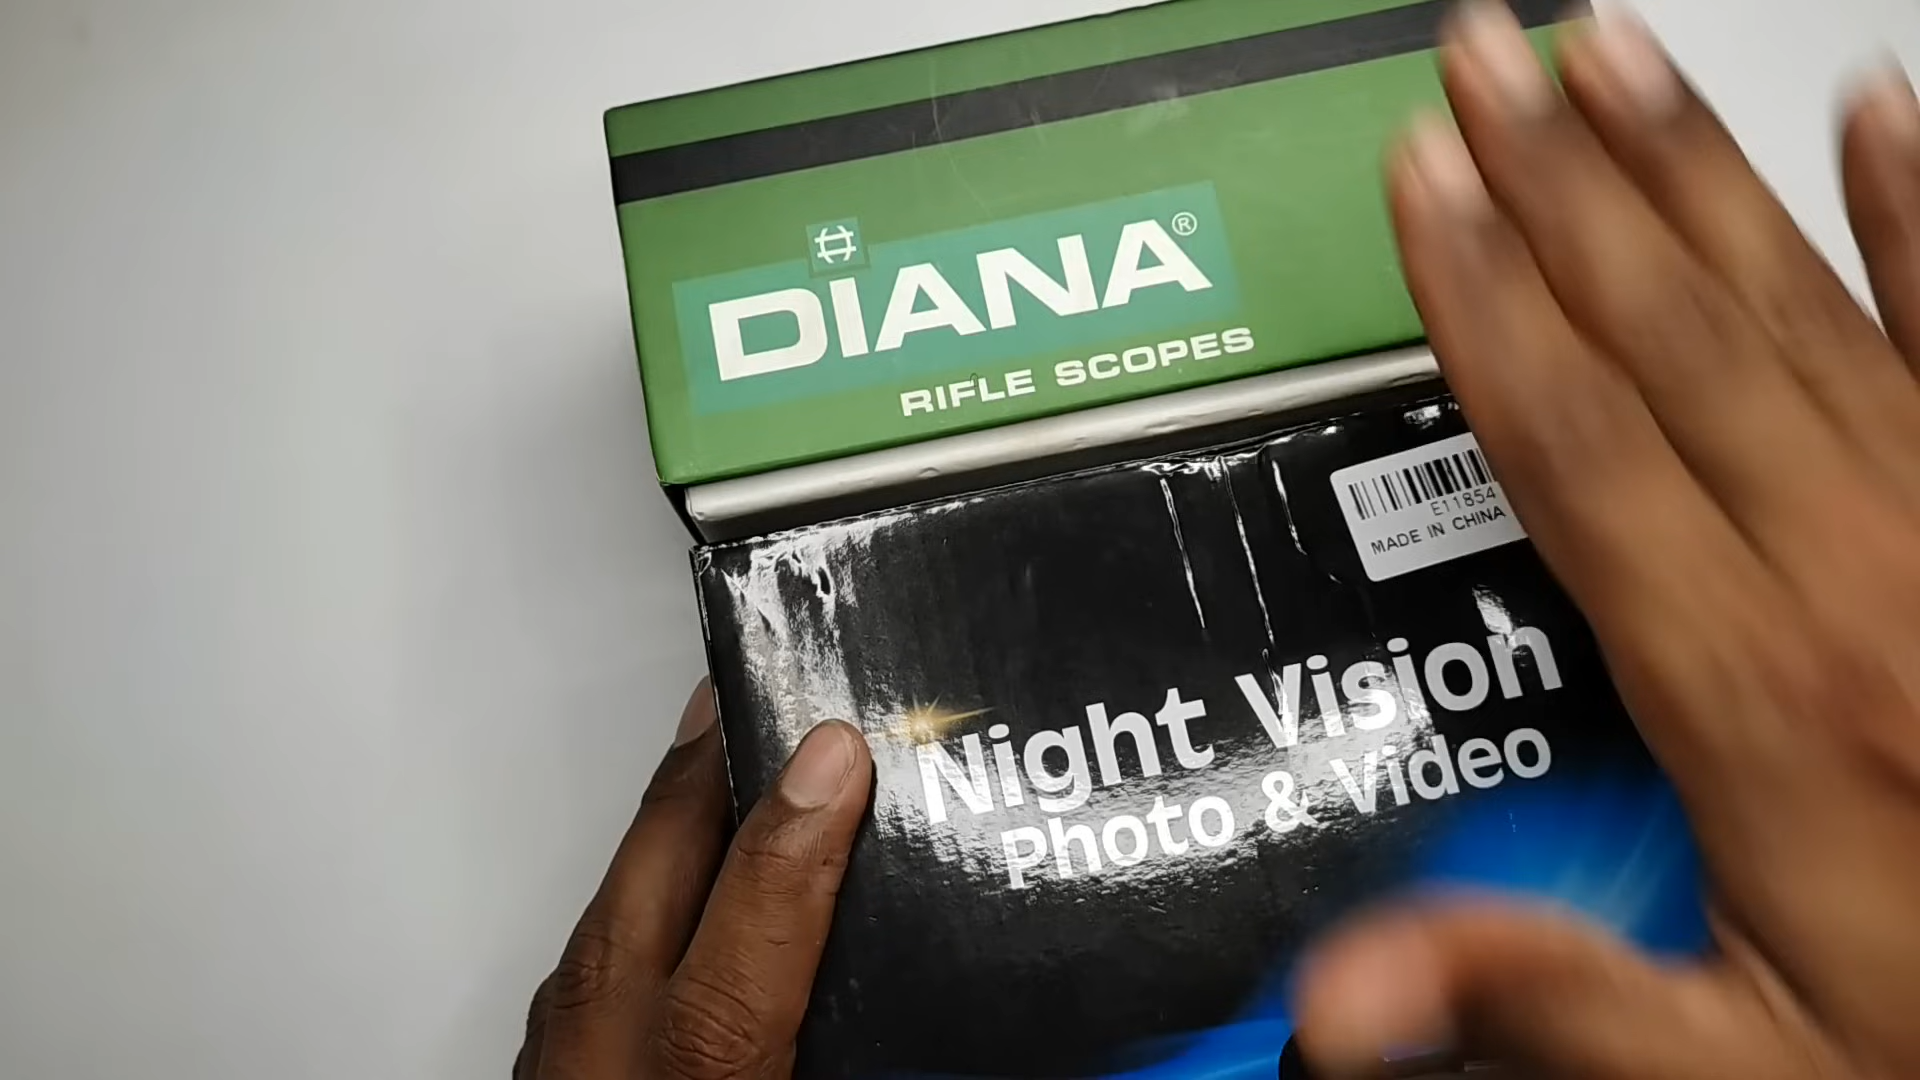 DIANA®
RIFLE SCOPES
E11854
MADE IN CHINA
Night Vision
Photo & Video